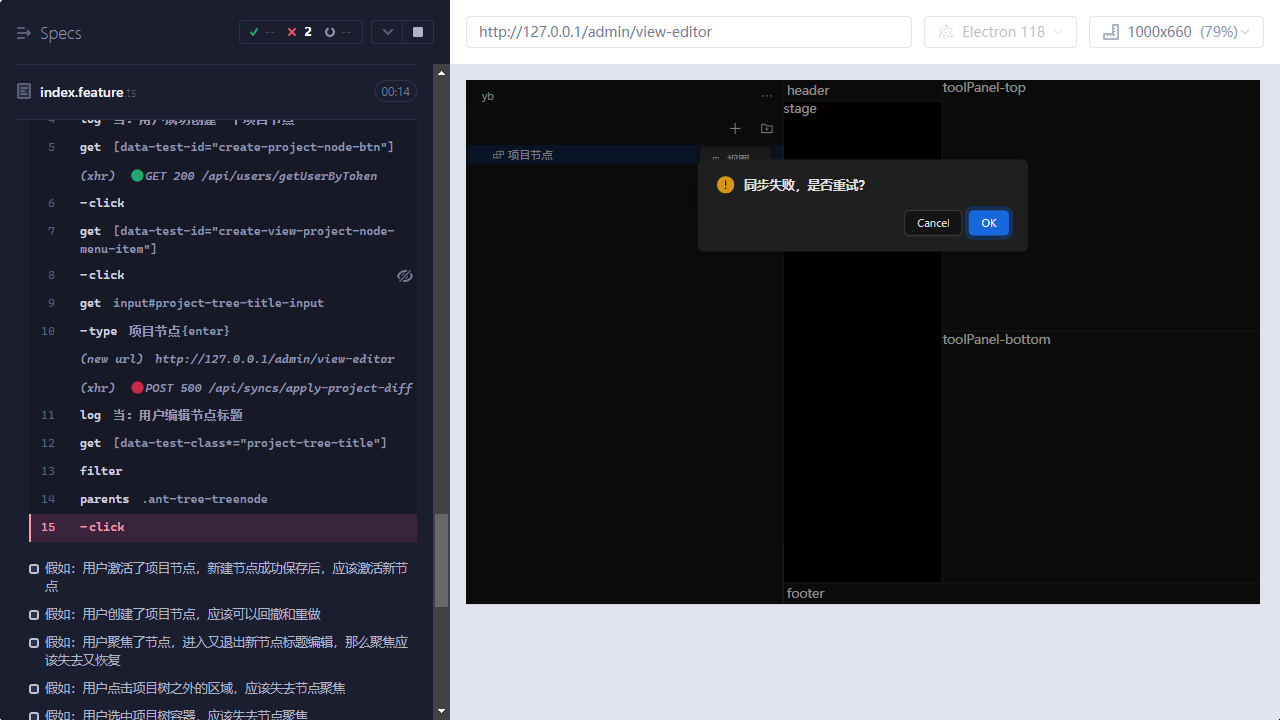 Specs
--
2
--
index.feature.ts
00:14
4 log 当: 用户成功创建一个项目节点
5 get [data-test-id="create-project-node-btn"]
(xhr) GET 200 /api/users/getUserByToken
6 -click
7 get [data-test-id="create-view-project-node-
menu-item"]
8 -click
9 get input#project-tree-title-input
10 -type 项目节点{enter}
(new url) http://127.0.0.1/admin/view-editor
(xhr) POST 500 /api/syncs/apply-project-diff
11 log 当: 用户编辑节点标题
12 get [data-test-class*="project-tree-title"]
13 filter
14 parents .ant-tree-treenode
15 -click
假如: 用户激活了项目节点, 新建节点成功保存后, 应该激活新节
点
假如: 用户创建了项目节点, 应该可以回撤和重做
假如: 用户聚焦了节点, 进入又退出新节点标题编辑, 那么聚焦应
该失去又恢复
假如: 用户点击项目树之外的区域, 应该失去节点聚焦
假如: 用户选中项目树容器, 应该失去节点聚焦
http://127.0.0.1/admin/view-editor
Electron 118
1000x660 (79%)
yb
···
项目节点
视图
header
stage
toolPanel-top
同步失败，是否重试?
Cancel
OK
toolPanel-bottom
footer